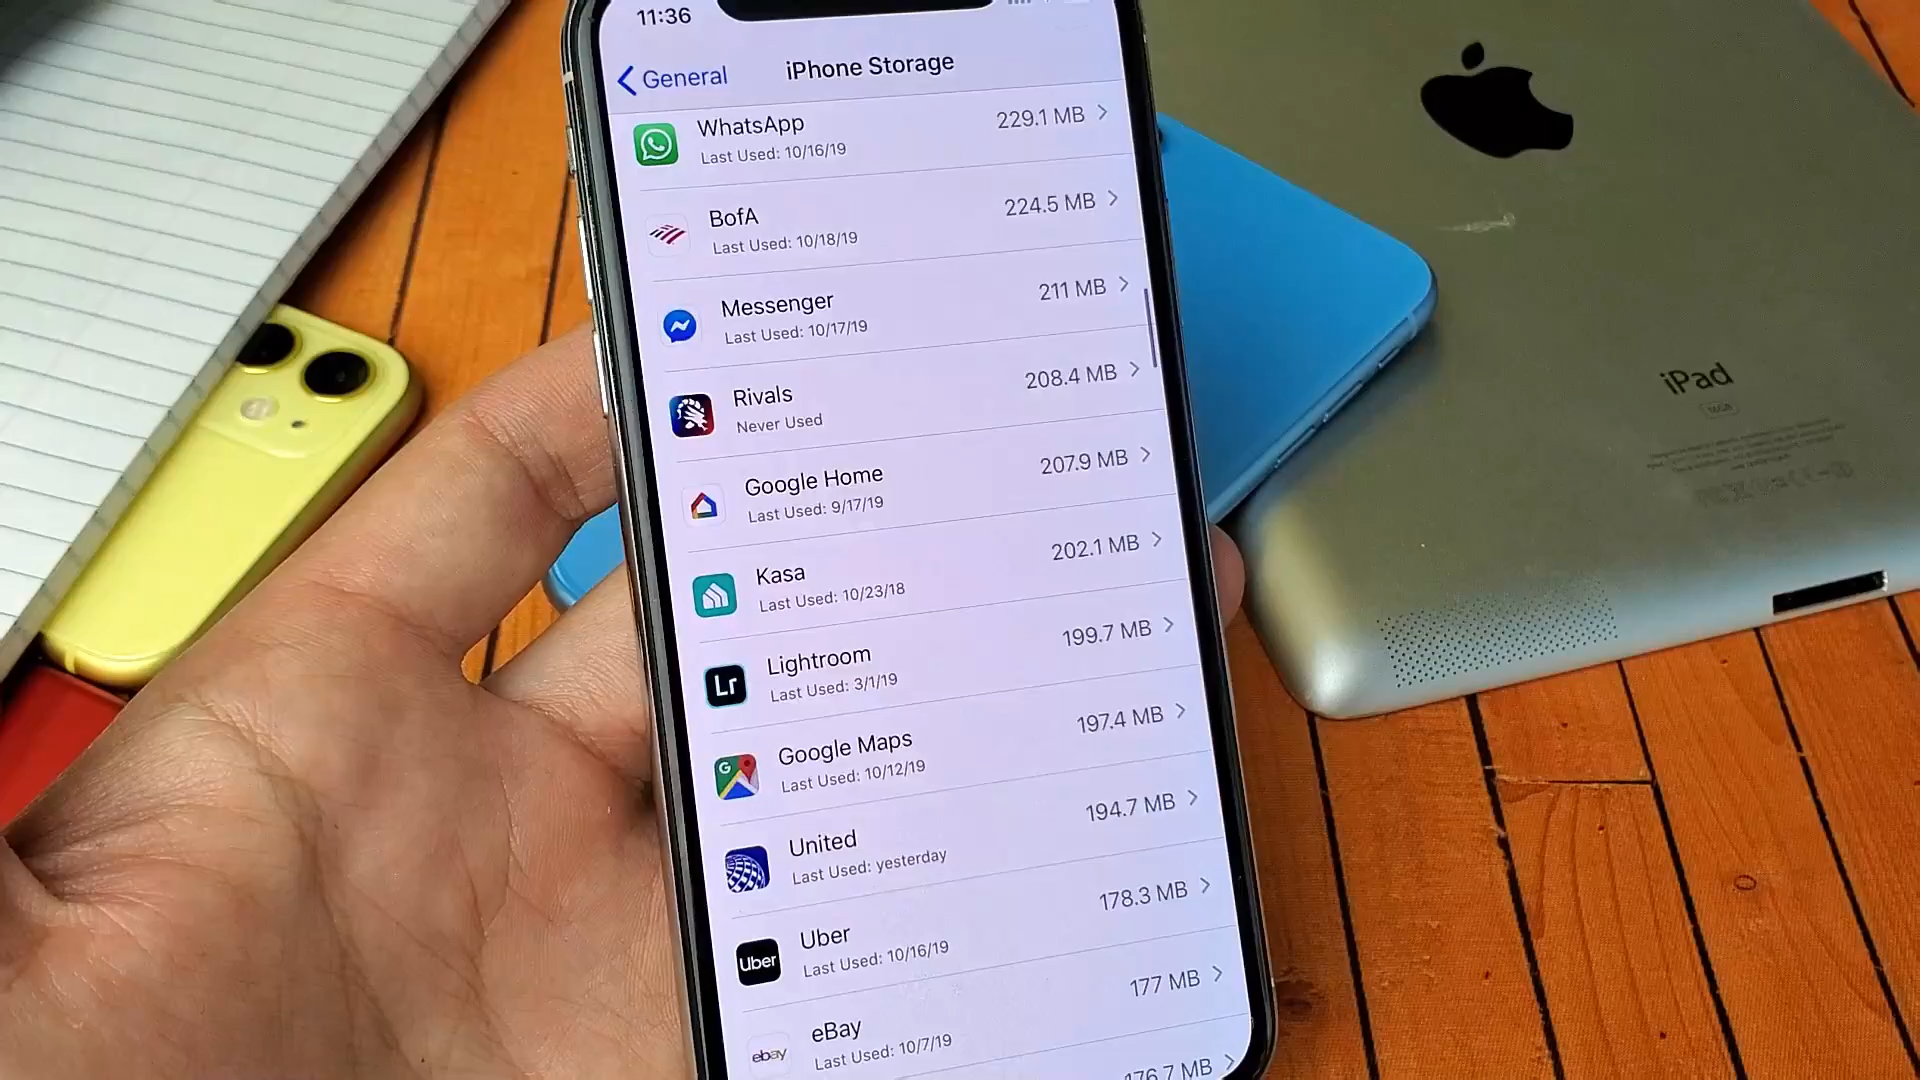 11:36
General
iPhone Storage
WhatsApp
229.1 MB
Last Used: 10/16/19
BofA
224.5 MB
Last Used: 10/18/19
Messenger
211 MB
Last Used: 10/17/19
Rivals
208.4 MB
Never Used
Google Home
207.9 MB
Last Used: 9/17/19
Kasa
202.1 MB
Last Used: 10/23/18
Lr
Lightroom
199.7 MB
Last Used: 3/1/19
G
Google Maps
197.4 MB
Last Used: 10/12/19
United
194.7 MB
Last Used: yesterday
Uber
Uber
178.3 MB
Last Used: 10/16/19
ebay
eBay
177 MB
Last Used: 10/7/19
176.7 MB
iPad
16GB